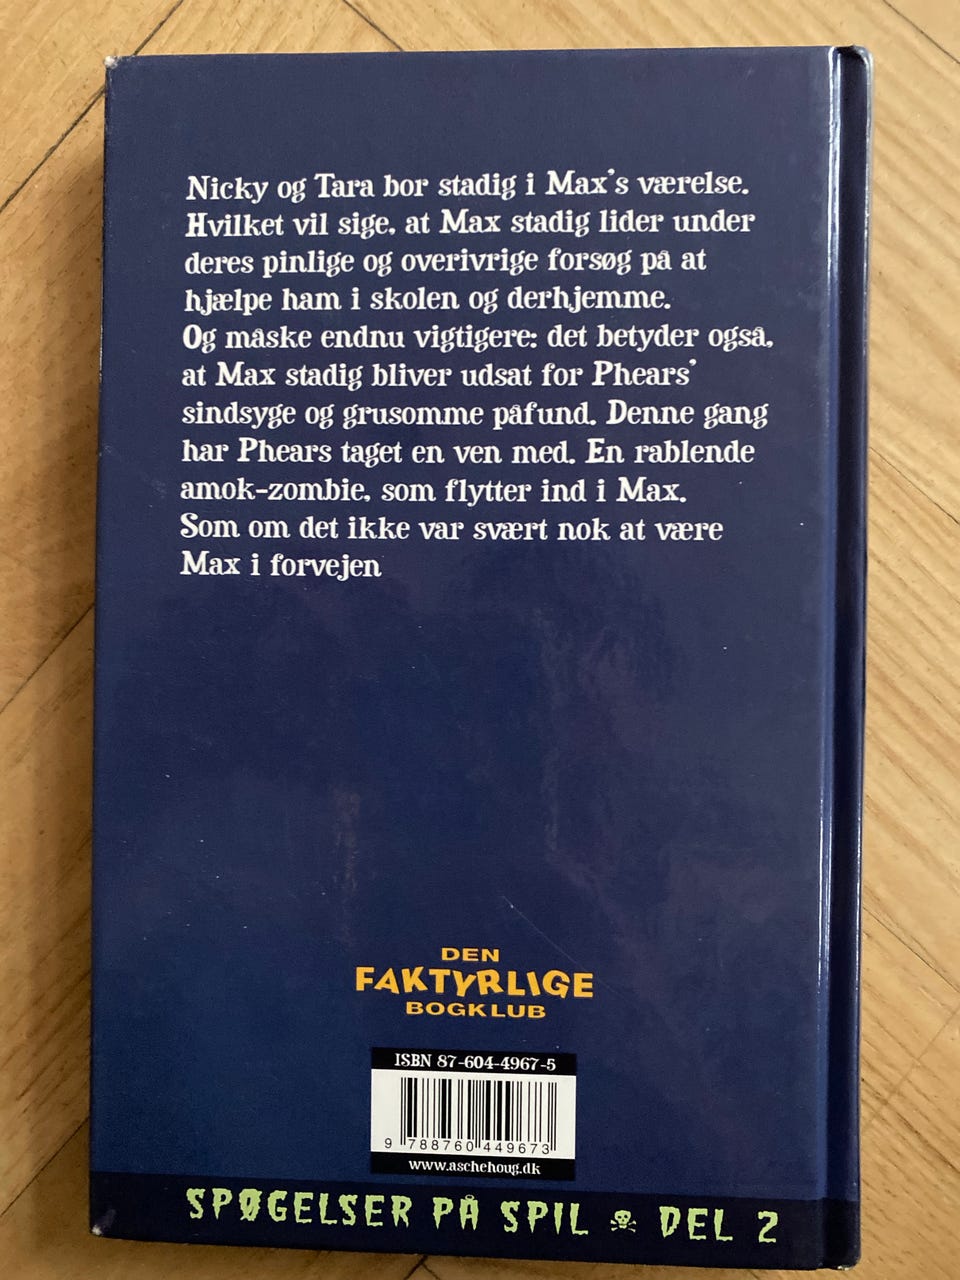 Nicky og Tara bor stadig i Max's værelse.
Hvilket vil sige, at Max stadig lider under
deres pinlige og overivrige forsøg på at
hjælpe ham i skolen og derhjemme.
Og måske endnu vigtigere: det betyder også,
at Max stadig bliver udsat for Phears'
sindsyge og grusomme påfund. Denne gang
har Phears taget en ven med. En rablende
amok-zombie, som flytter ind i Max.
Som om det ikke var svært nok at være
Max i forvejen
DEN
FAKTYRLIGE
BOGKLUB
ISBN 87-604-4967-5
9 788760 449673
www.aschehoug.dk
SPØGELSER PÅ SPIL DEL 2